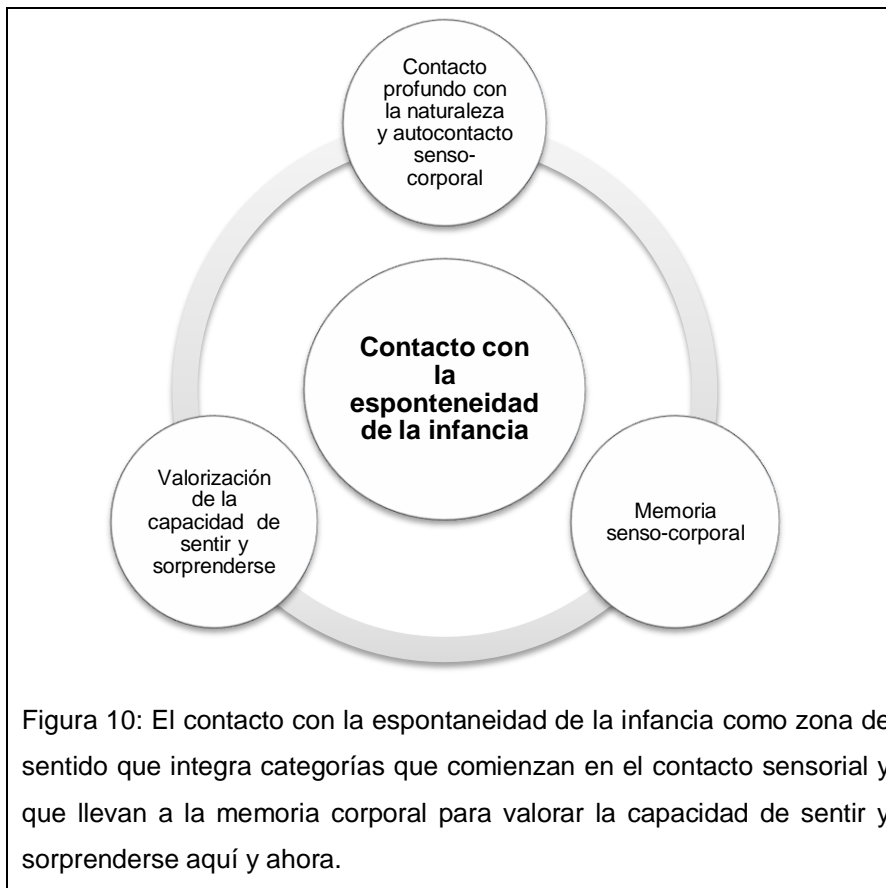 Contacto
profundo con
la naturaleza
y autocontacto
senso-
corporal
Contacto con
la
esponteneidad
de la infancia
Valorización
de la
capacidad de
sentir y
sorprenderse
Memoria
senso-corporal
Figura 10: El contacto con la espontaneidad de la infancia como zona de
sentido que integra categorías que comienzan en el contacto sensorial y
que llevan a la memoria corporal para valorar la capacidad de sentir y
sorprenderse aquí y ahora.